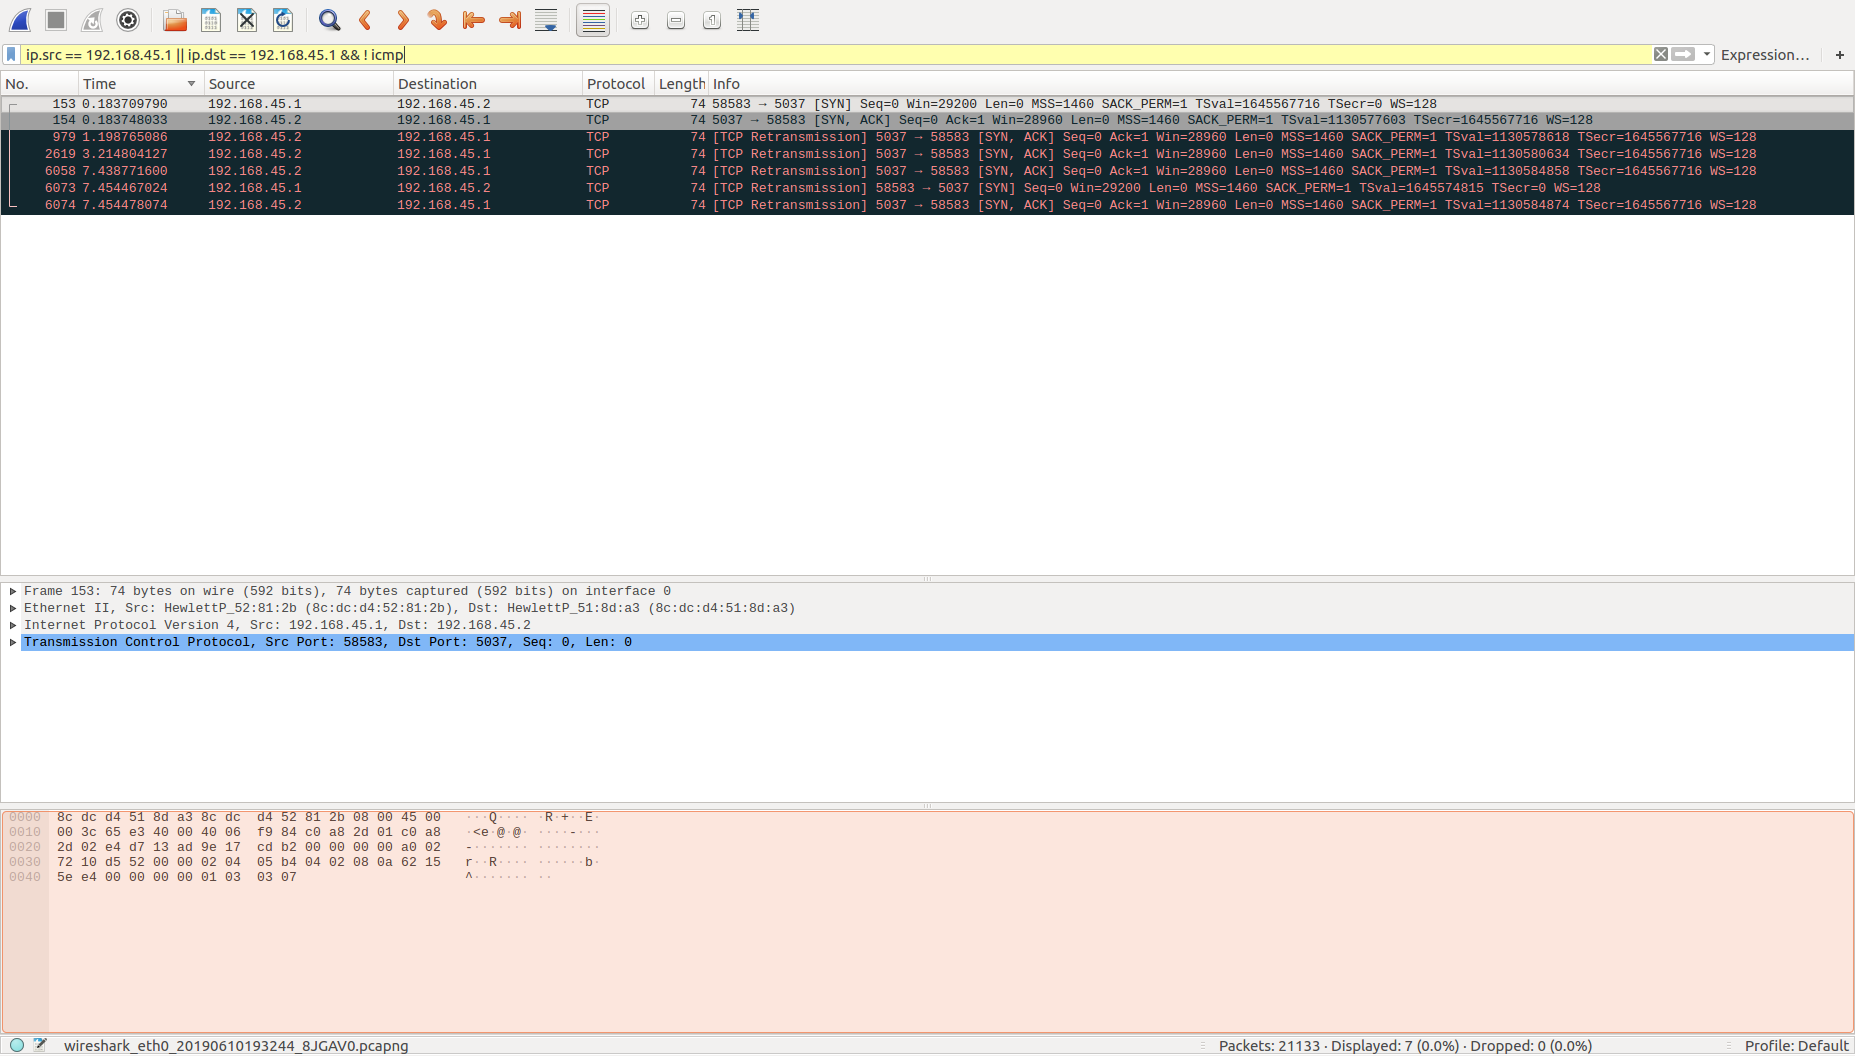 ip.src == 192.168.45.1 || ip.dst == 192.168.45.1 && ! icmp Expression… +
No. Time Source Destination Protocol Length Info
153 0.183709790 192.168.45.1 192.168.45.2 TCP 74 58583 → 5037 [SYN] Seq=0 Win=29200 Len=0 MSS=1460 SACK_PERM=1 TSval=1645567716 TSecr=0 WS=128
154 0.183748033 192.168.45.2 192.168.45.1 TCP 74 5037 → 58583 [SYN, ACK] Seq=0 Ack=1 Win=28960 Len=0 MSS=1460 SACK_PERM=1 TSval=1130577603 TSecr=1645567716 WS=128
979 1.198765086 192.168.45.2 192.168.45.1 TCP 74 [TCP Retransmission] 5037 → 58583 [SYN, ACK] Seq=0 Ack=1 Win=28960 Len=0 MSS=1460 SACK_PERM=1 TSval=1130578618 TSecr=1645567716 WS=128
2619 3.214804127 192.168.45.2 192.168.45.1 TCP 74 [TCP Retransmission] 5037 → 58583 [SYN, ACK] Seq=0 Ack=1 Win=28960 Len=0 MSS=1460 SACK_PERM=1 TSval=1130580634 TSecr=1645567716 WS=128
6058 7.438771600 192.168.45.2 192.168.45.1 TCP 74 [TCP Retransmission] 5037 → 58583 [SYN, ACK] Seq=0 Ack=1 Win=28960 Len=0 MSS=1460 SACK_PERM=1 TSval=1130584858 TSecr=1645567716 WS=128
6073 7.454467024 192.168.45.1 192.168.45.2 TCP 74 [TCP Retransmission] 58583 → 5037 [SYN] Seq=0 Win=29200 Len=0 MSS=1460 SACK_PERM=1 TSval=1645574815 TSecr=0 WS=128
6074 7.454478074 192.168.45.2 192.168.45.1 TCP 74 [TCP Retransmission] 5037 → 58583 [SYN, ACK] Seq=0 Ack=1 Win=28960 Len=0 MSS=1460 SACK_PERM=1 TSval=1130584874 TSecr=1645567716 WS=128
Frame 153: 74 bytes on wire (592 bits), 74 bytes captured (592 bits) on interface 0
Ethernet II, Src: HewlettP_52:81:2b (8c:dc:d4:52:81:2b), Dst: HewlettP_51:8d:a3 (8c:dc:d4:51:8d:a3)
Internet Protocol Version 4, Src: 192.168.45.1, Dst: 192.168.45.2
Transmission Control Protocol, Src Port: 58583, Dst Port: 5037, Seq: 0, Len: 0
0000 8c dc d4 51 8d a3 8c dc d4 52 81 2b 08 00 45 00 ···Q···· ·R·+··E·
0010 00 3c 65 e3 40 00 40 06 f9 84 c0 a8 2d 01 c0 a8 ·<e·@·@· ····-···
0020 2d 02 e4 d7 13 ad 9e 17 cd b2 00 00 00 00 a0 02 -······· ········
0030 72 10 d5 52 00 00 02 04 05 b4 04 02 08 0a 62 15 r··R···· ······b·
0040 5e e4 00 00 00 00 01 03 03 07 ^······· ··
wireshark_eth0_20190610193244_8JGAV0.pcapng Packets: 21133 · Displayed: 7 (0.0%) · Dropped: 0 (0.0%) Profile: Default